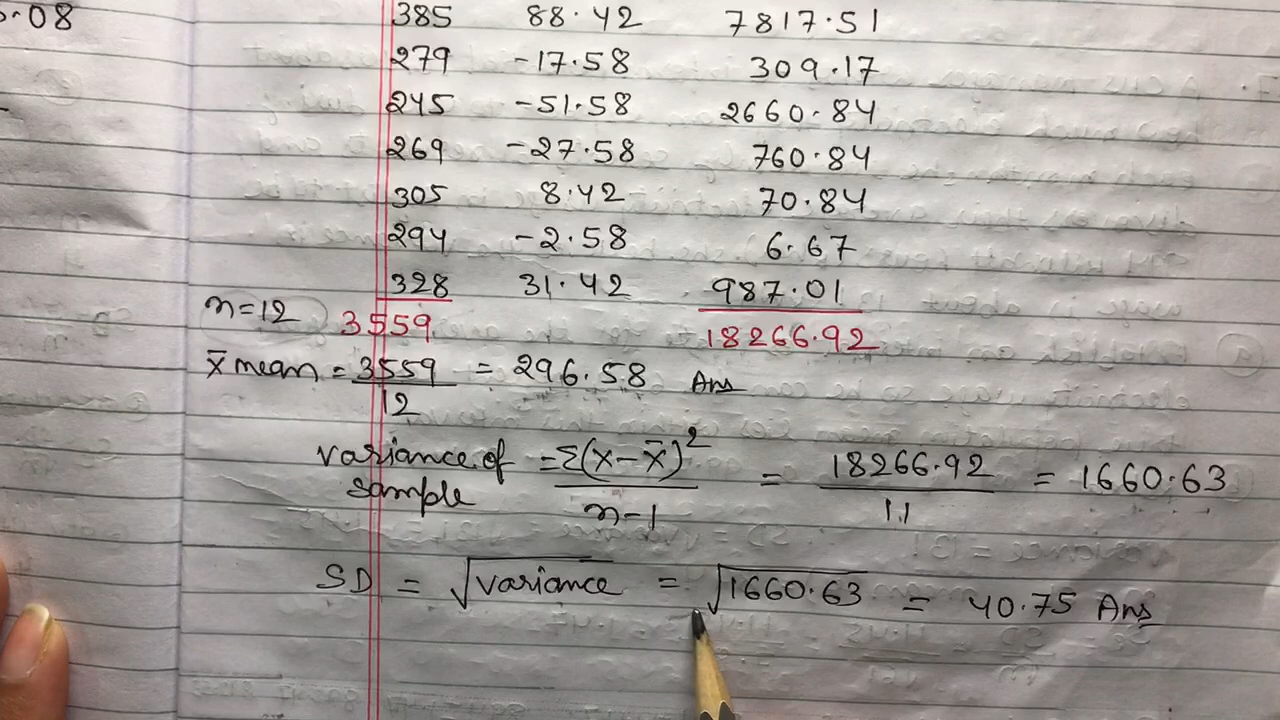 385 88.42 7817.51
.08
279 -17.58 309.17
245 -51.58 2660.84
269 -27.58 760.84
305 8.42 70.84
294 -2.58 6.67
328 31.42 987.01
n=12 3559 18266.92
x̄ mean = 3559/12 = 296.58 Ans
variance of sample = Σ(x-x̄)²/n-1 = 18266.92/11 = 1660.63
SD = √variance = √1660.63 = 40.75 Ans